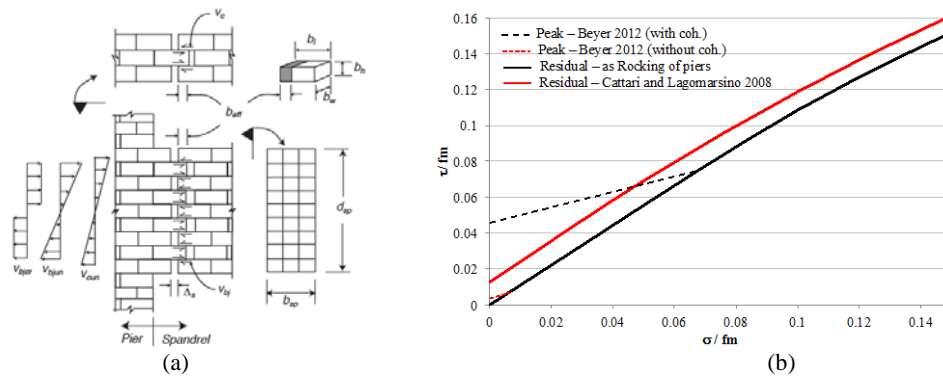 v_c
b_l
b_h
b_w
b_eff
d_sp
v_bjer
v_bjun
v_cun
Δ_s
v_bj
b_sp
Pier
Spandrel
(a)
Peak – Beyer 2012 (with coh.)
Peak – Beyer 2012 (without coh.)
Residual – as Rocking of piers
Residual – Cattari and Lagomarsino 2008
τ/ fm
0.16
0.14
0.12
0.1
0.08
0.06
0.04
0.02
0
0
0.02
0.04
0.06
0.08
0.1
0.12
0.14
σ / fm
(b)